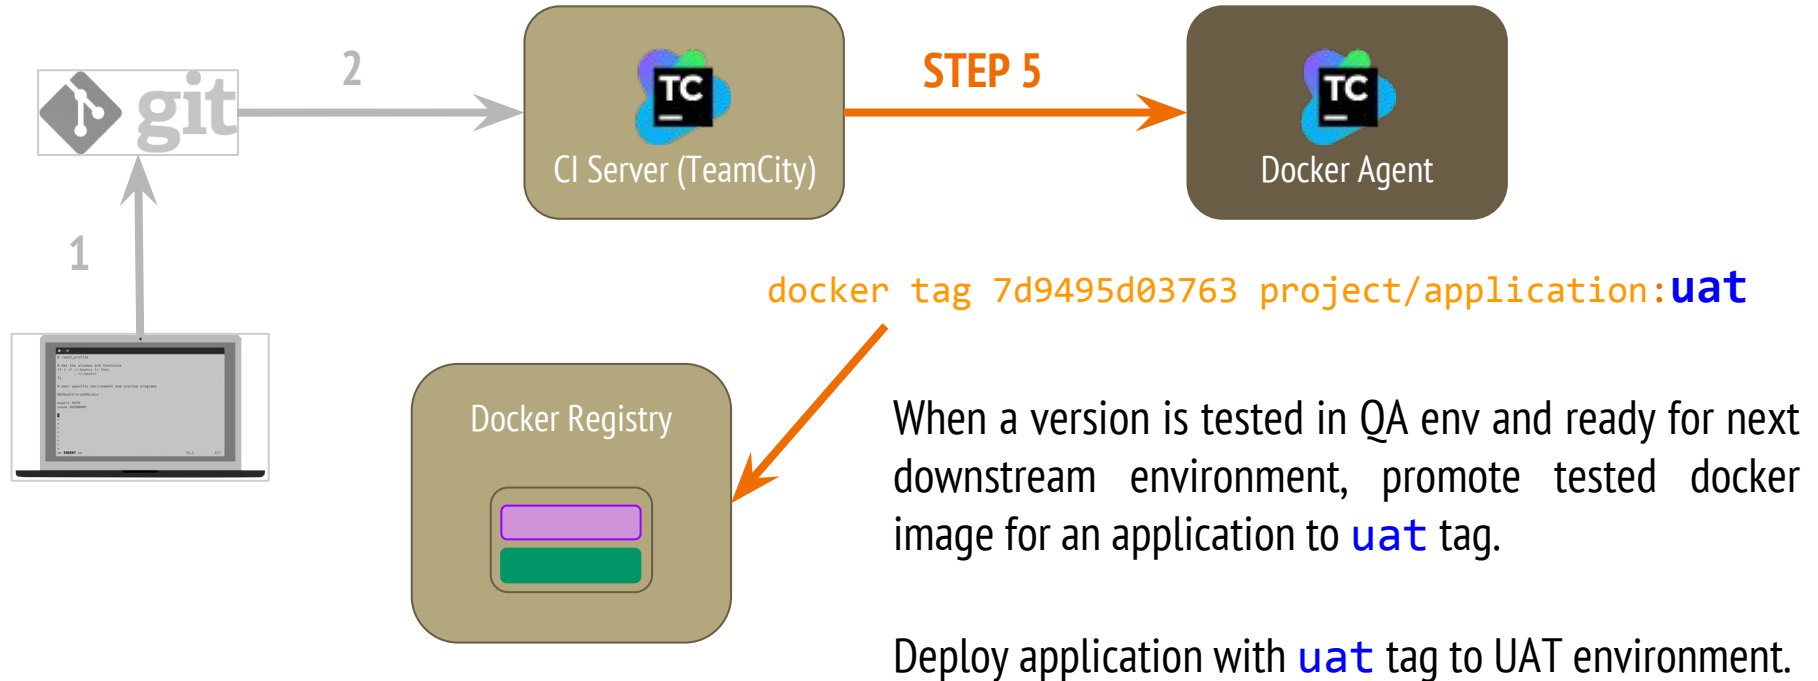 2
STEP 5
git
TC
CI Server (TeamCity)
TC
Docker Agent
1
docker tag 7d9495d03763 project/application:uat
Docker Registry
When a version is tested in QA env and ready for next
downstream environment, promote tested docker
image for an application to uat tag.
Deploy application with uat tag to UAT environment.